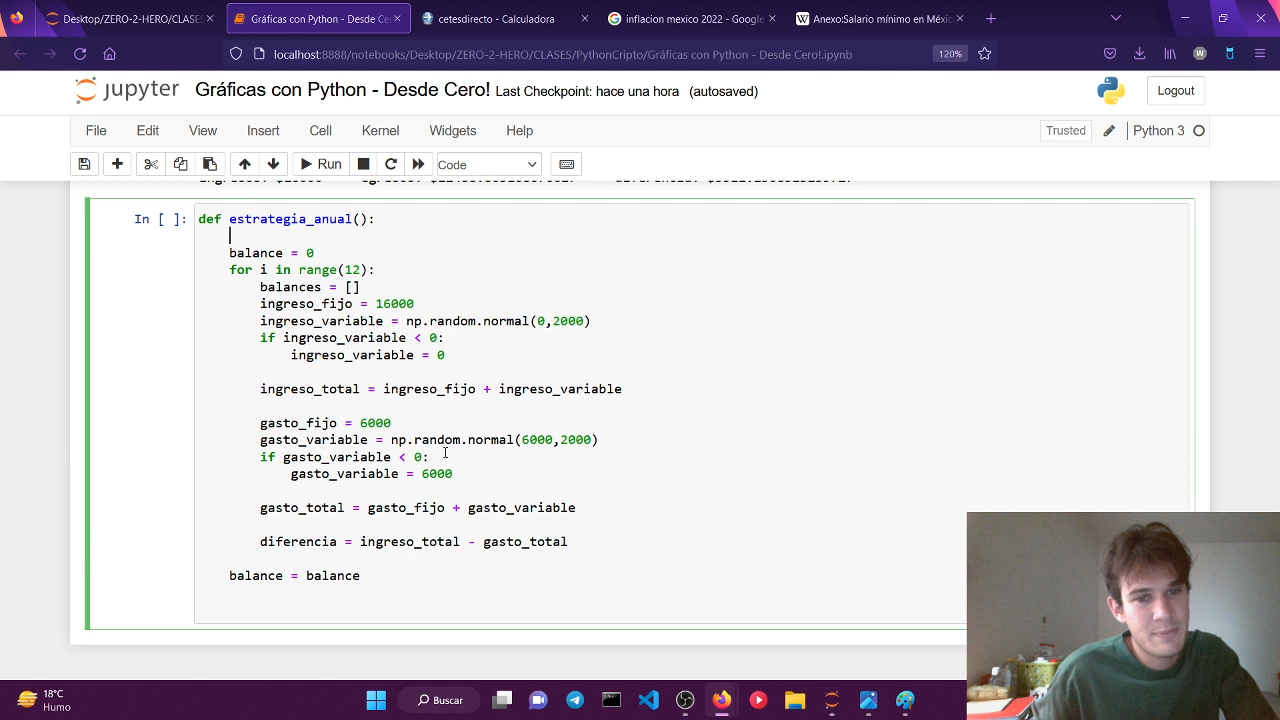 Desktop/ZERO-2-HERO/CLASES
Gráficas con Python - Desde Ce
cetesdirecto - Calculadora
inflacion mexico 2022 - Google
Anexo:Salario mínimo en Méxic
localhost:8888/notebooks/Desktop/ZERO-2-HERO/CLASES/PythonCripto/Gráficas con Python - Desde Cero!.ipynb
120%
jupyter Gráficas con Python - Desde Cero! Last Checkpoint: hace una hora (autosaved)
Logout
File Edit View Insert Cell Kernel Widgets Help
Trusted
Python 3
Run
Code
In [ ]:
def estrategia_anual():
balance = 0
for i in range(12):
balances = []
ingreso_fijo = 16000
ingreso_variable = np.random.normal(0,2000)
if ingreso_variable < 0:
ingreso_variable = 0
ingreso_total = ingreso_fijo + ingreso_variable
gasto_fijo = 6000
gasto_variable = np.random.normal(6000,2000)
if gasto_variable < 0:
gasto_variable = 6000
gasto_total = gasto_fijo + gasto_variable
diferencia = ingreso_total - gasto_total
balance = balance
18°C
Humo
Buscar